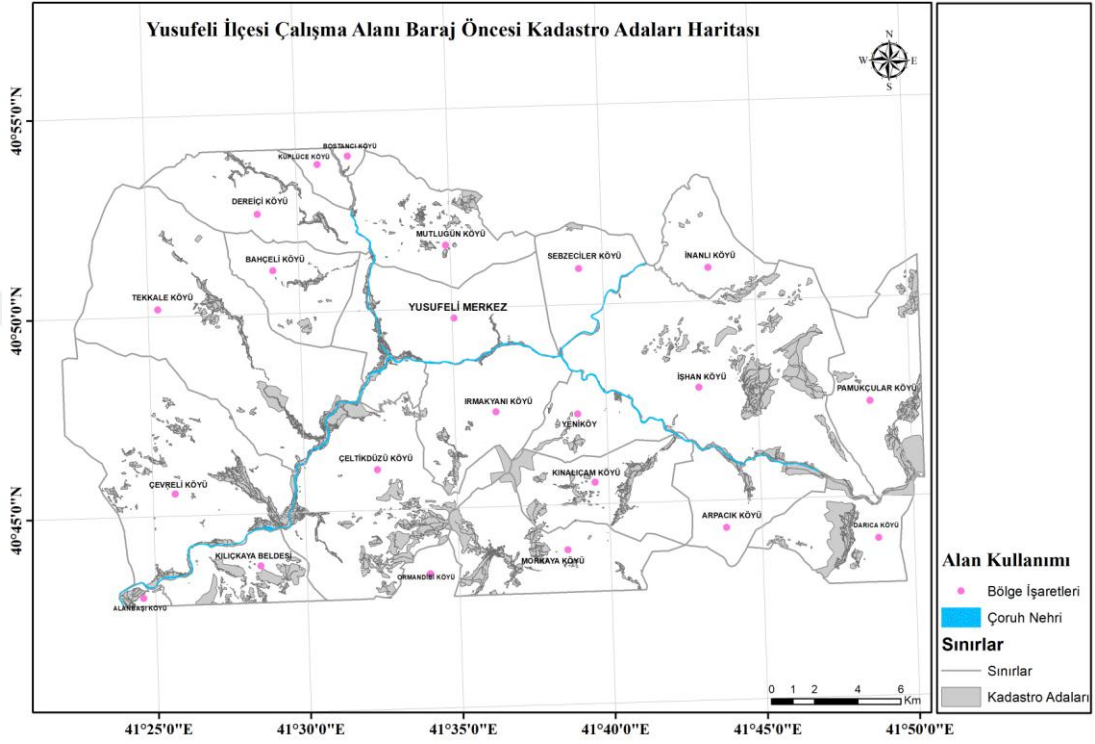 Yusufeli İlçesi Çalışma Alanı Baraj Öncesi Kadastro Adaları Haritası
N
W E
S
40°55'0"N
40°50'0"N
40°45'0"N
BOSTANCI KÖYÜ
KÜPLÜCE KÖYÜ
DEREİÇİ KÖYÜ
MUTLUGÜN KÖYÜ
BAHÇELİ KÖYÜ
SEBZECİLER KÖYÜ
İNANLI KÖYÜ
TEKKALE KÖYÜ
YUSUFELİ MERKEZ
İŞHAN KÖYÜ
PAMUKÇULAR KÖYÜ
IRMAKYANI KÖYÜ
YENİKÖY
ÇELTİKDÜZÜ KÖYÜ
KINALIÇAM KÖYÜ
ÇEVRELİ KÖYÜ
ARPACIK KÖYÜ
DARICA KÖYÜ
KILIÇKAYA BELDESİ
MORKAYA KÖYÜ
ORMANDİBİ KÖYÜ
ALANBAŞI KÖYÜ
Alan Kullanımı
Bölge İşaretleri
Çoruh Nehri
Sınırlar
Sınırlar
Kadastro Adaları
0 1 2 4 6
Km
41°25'0"E 41°30'0"E 41°35'0"E 41°40'0"E 41°45'0"E 41°50'0"E